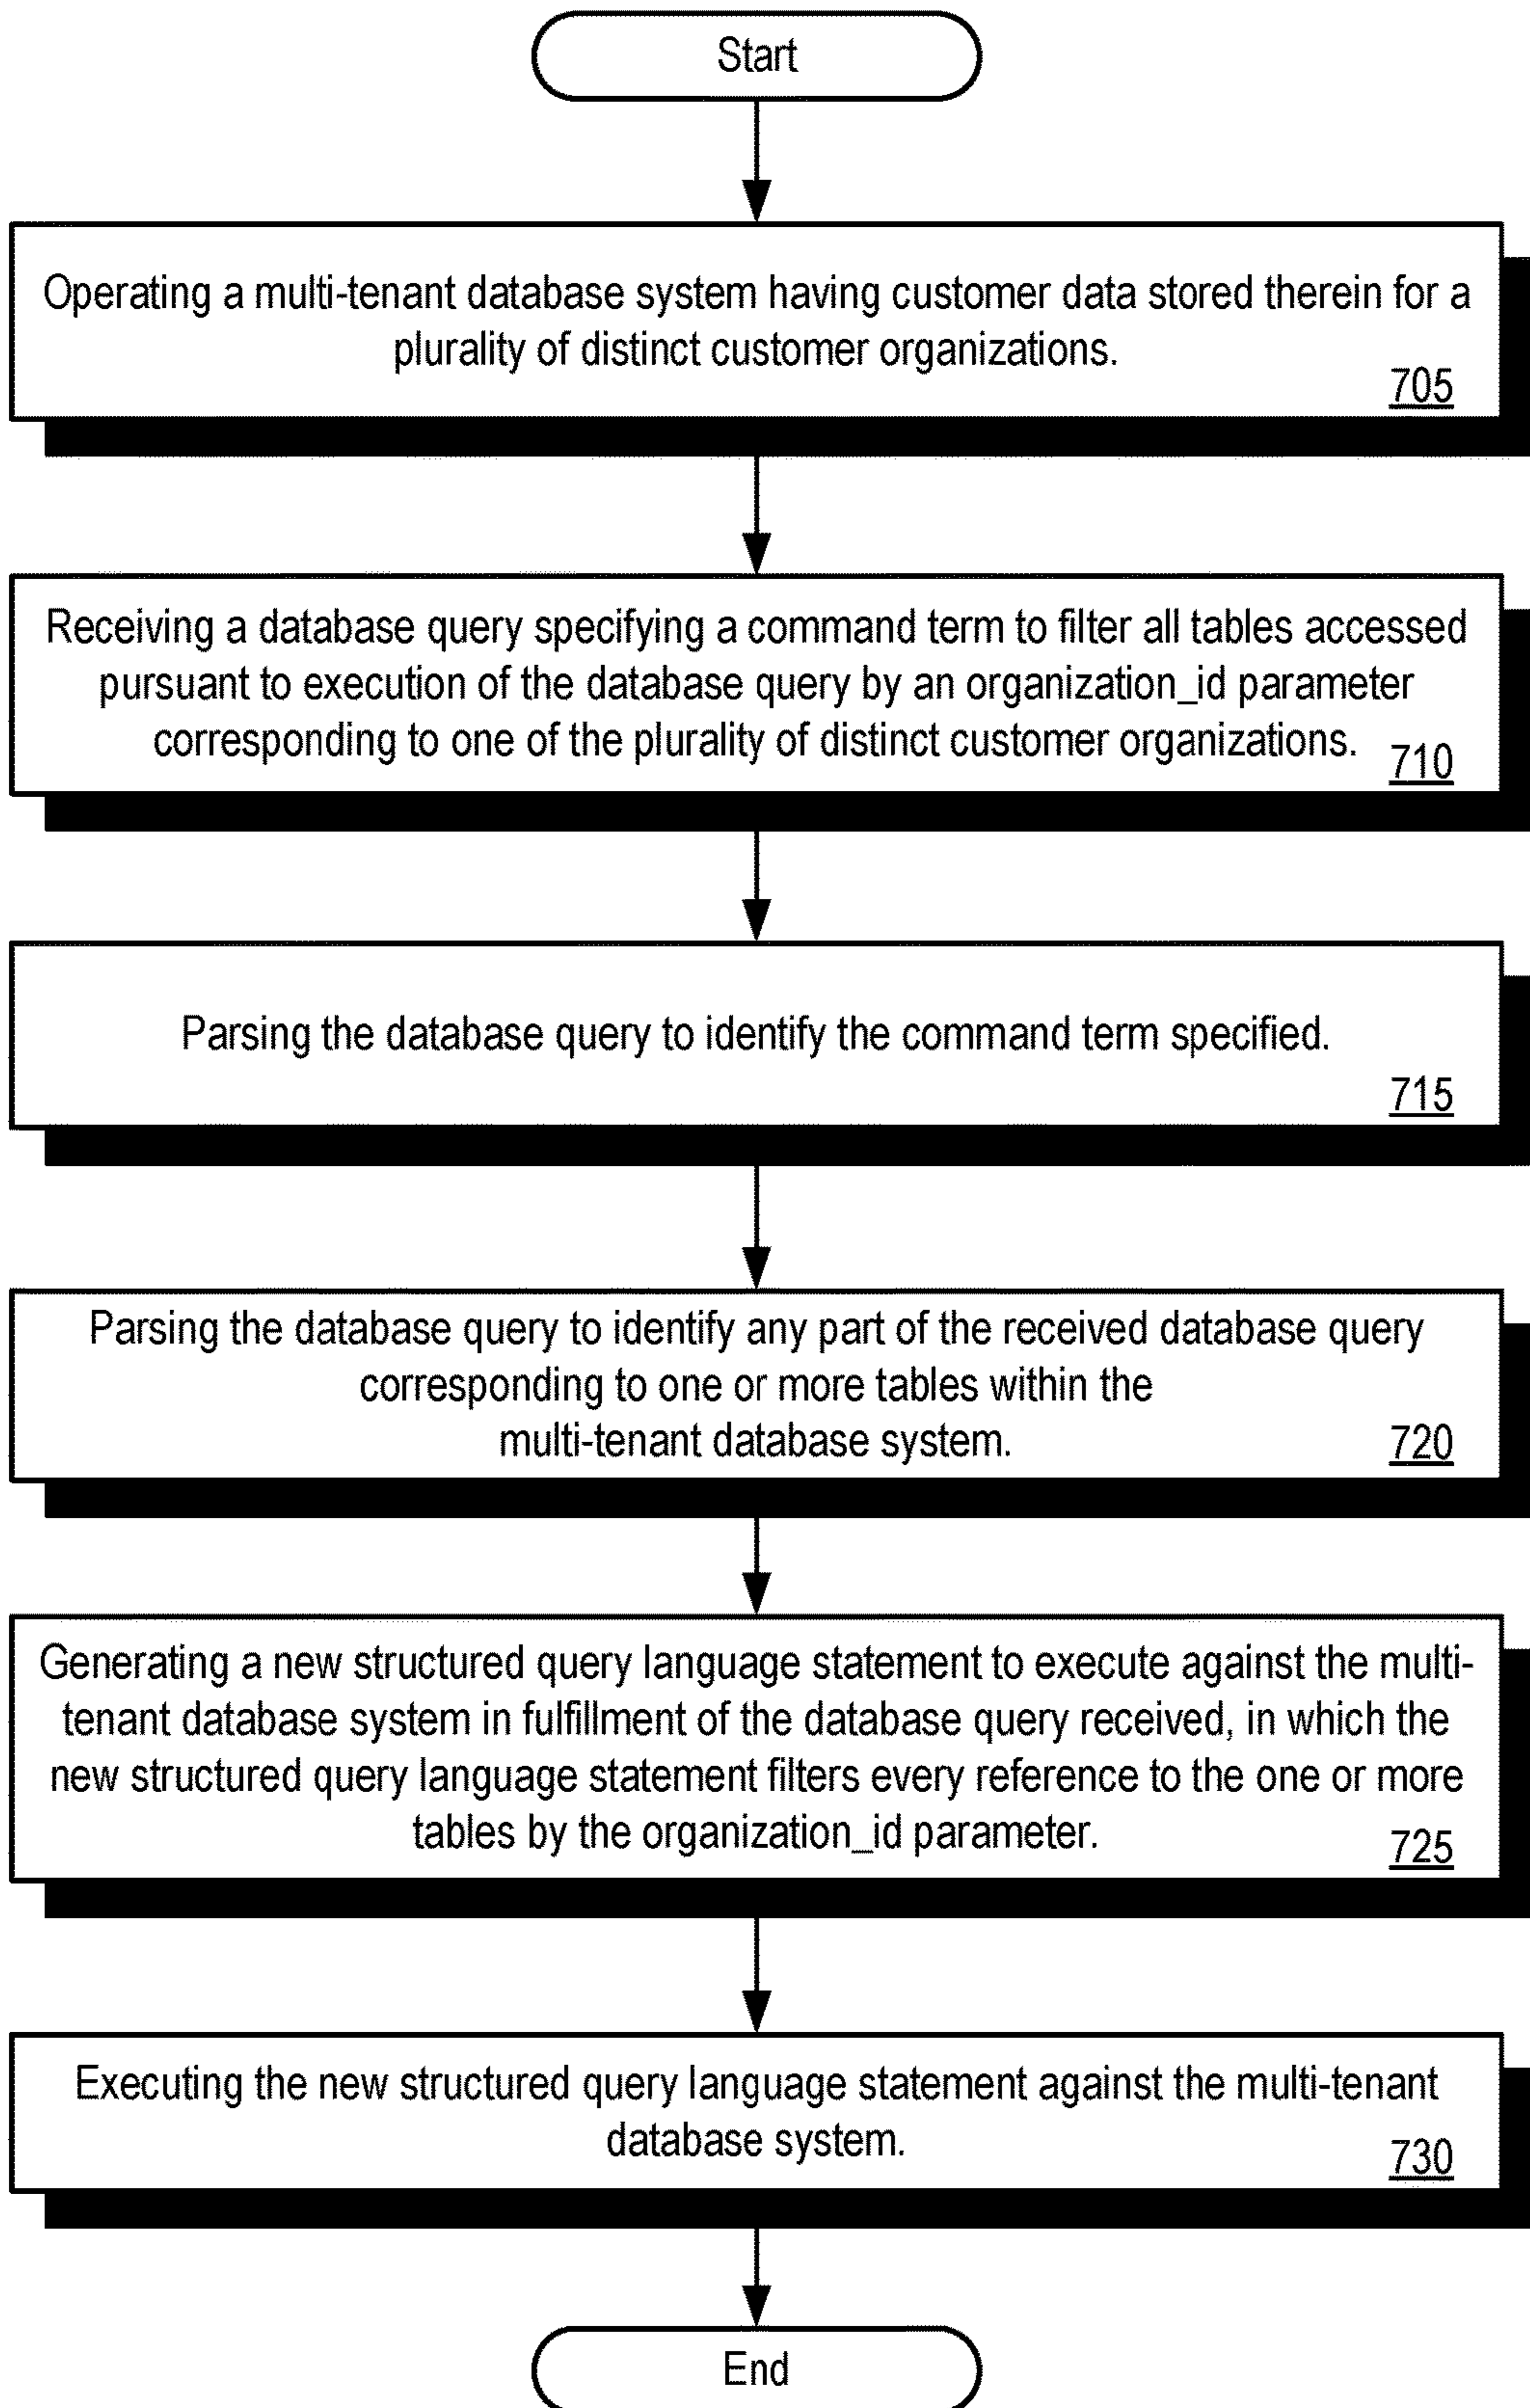 Start
Operating a multi-tenant database system having customer data stored therein for a
plurality of distinct customer organizations.
705
Receiving a database query specifying a command term to filter all tables accessed
pursuant to execution of the database query by an organization_id parameter
corresponding to one of the plurality of distinct customer organizations.
710
Parsing the database query to identify the command term specified.
715
Parsing the database query to identify any part of the received database query
corresponding to one or more tables within the
multi-tenant database system.
720
Generating a new structured query language statement to execute against the multi-
tenant database system in fulfillment of the database query received, in which the
new structured query language statement filters every reference to the one or more
tables by the organization_id parameter.
725
Executing the new structured query language statement against the multi-tenant
database system.
730
End